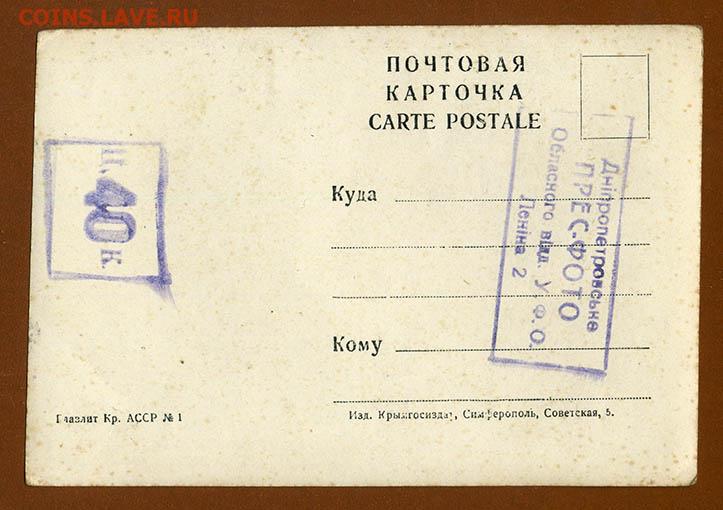 COINS.LAVE.RU
ПОЧТОВАЯ
КАРТОЧКА
CARTE POSTALE
Ц. 40 К.
Куда
Дніпропетровське
ПРЕС-ФОТО
Обласного від. У.Ф.О.
Леніна 2
Кому
Главлит Кр. АССР № 1
Изд. Крымгосиздат, Симферополь, Советская, 5.